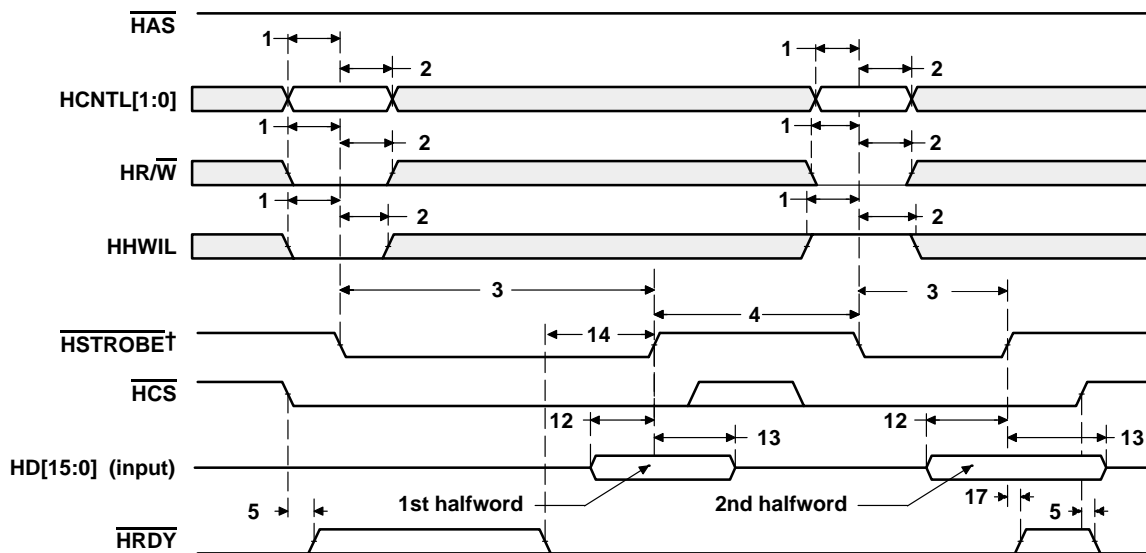 HAS
1
1
2
2
HCNTL[1:0]
1
1
2
2
HR/W
1
1
2
2
HHWIL
3
3
4
HSTROBE†
14
HCS
12
12
13
13
HD[15:0] (input)
1st halfword
2nd halfword
17
5
5
HRDY